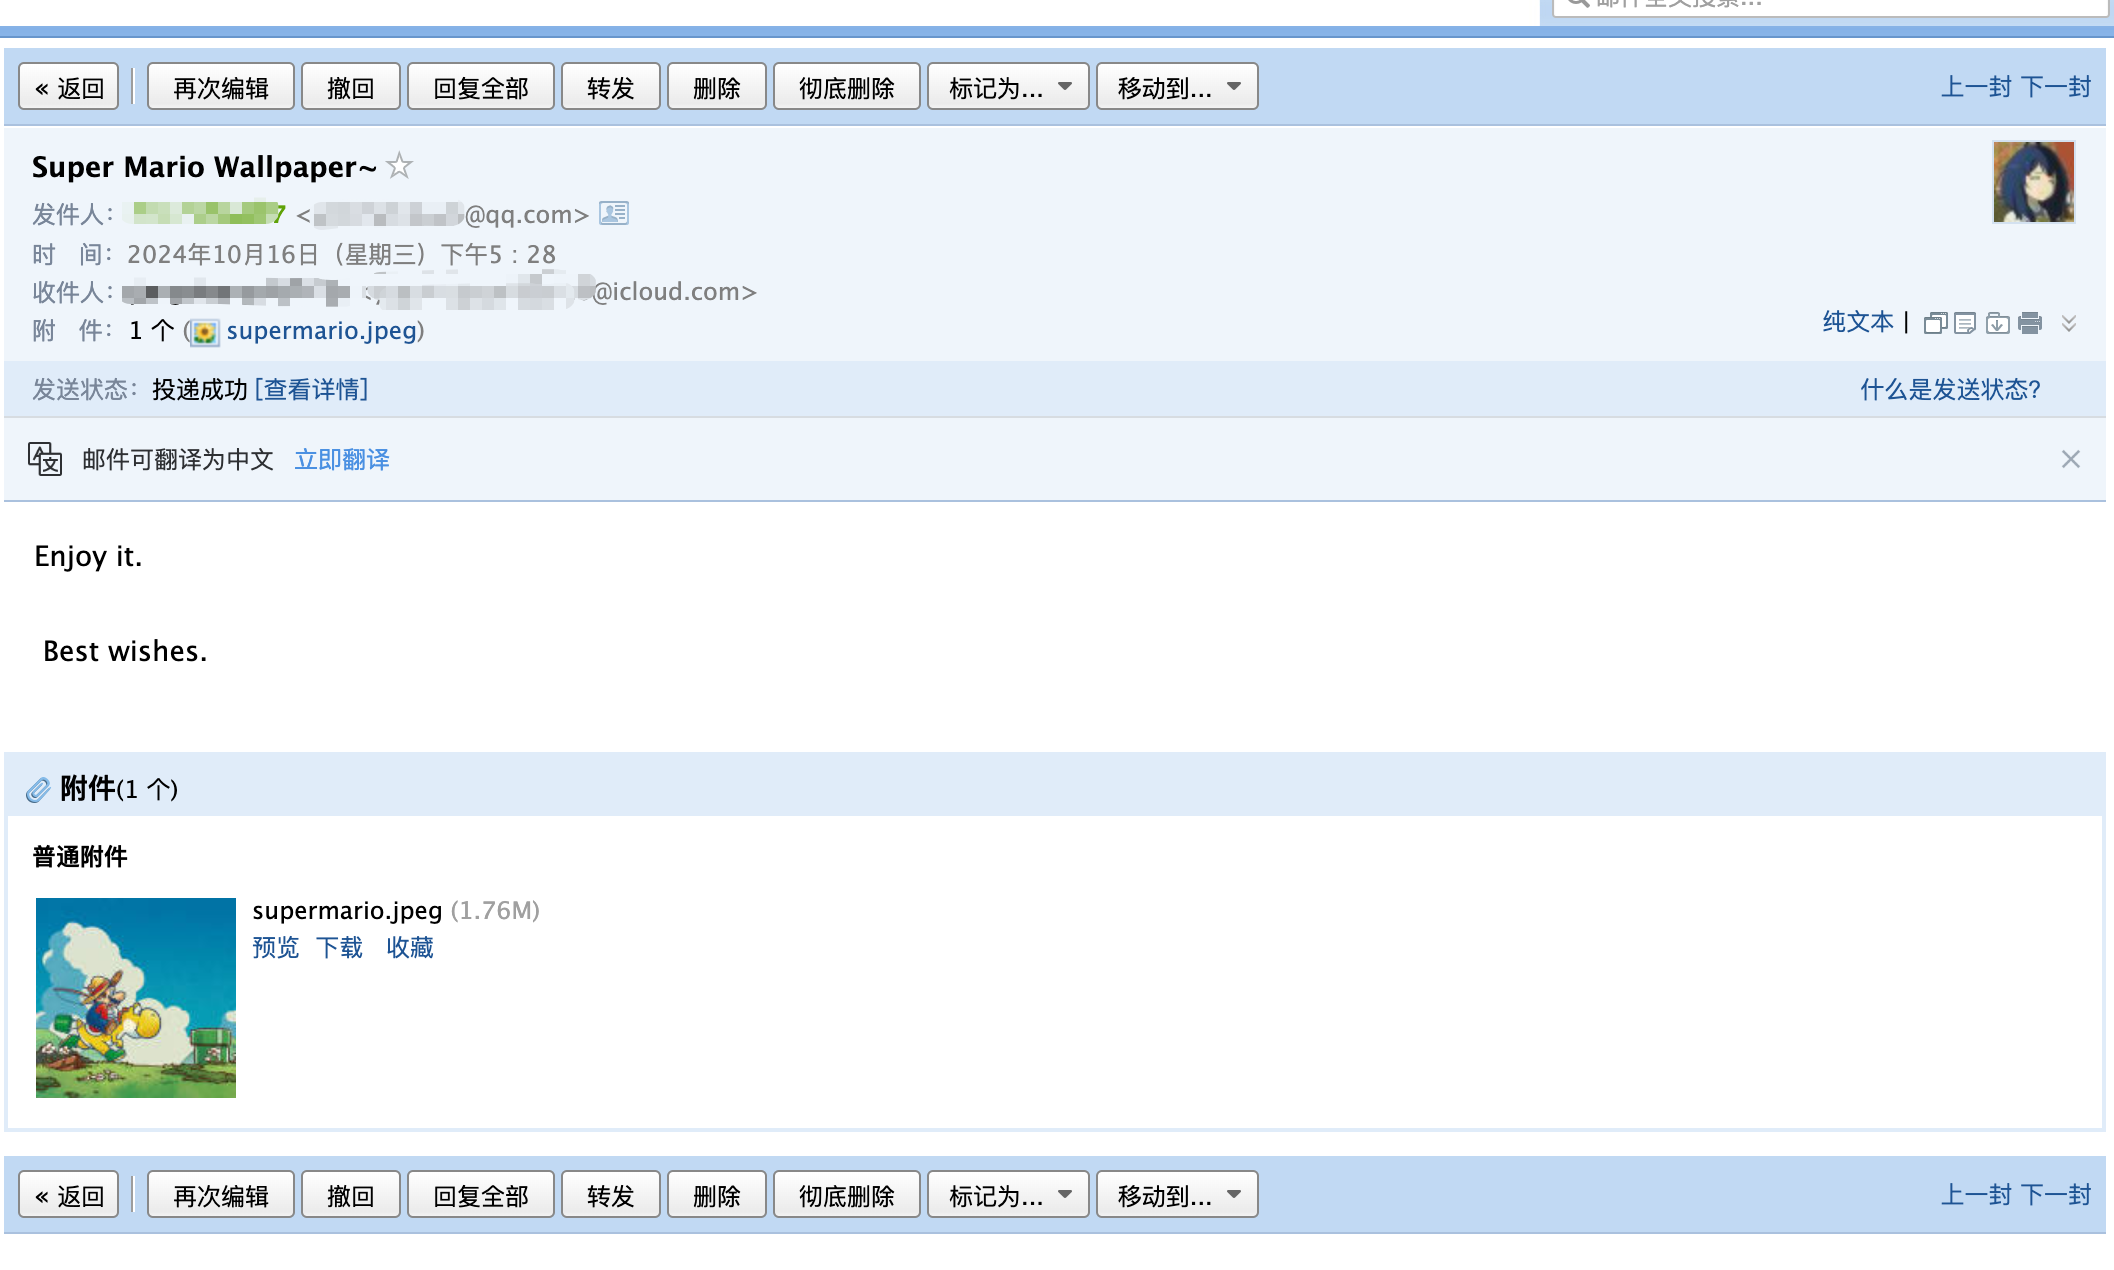 « 返回 再次编辑 撤回 回复全部 转发 删除 彻底删除 标记为... 移动到... 上一封 下一封
Super Mario Wallpaper~
发件人： 7 < @qq.com>
时 间： 2024年10月16日（星期三）下午5：28
收件人： @icloud.com>
附 件： 1 个 ( supermario.jpeg)
纯文本 |
发送状态： 投递成功 [查看详情] 什么是发送状态?
邮件可翻译为中文 立即翻译
Enjoy it.
Best wishes.
附件(1 个)
普通附件
supermario.jpeg (1.76M)
预览 下载 收藏
« 返回 再次编辑 撤回 回复全部 转发 删除 彻底删除 标记为... 移动到... 上一封 下一封